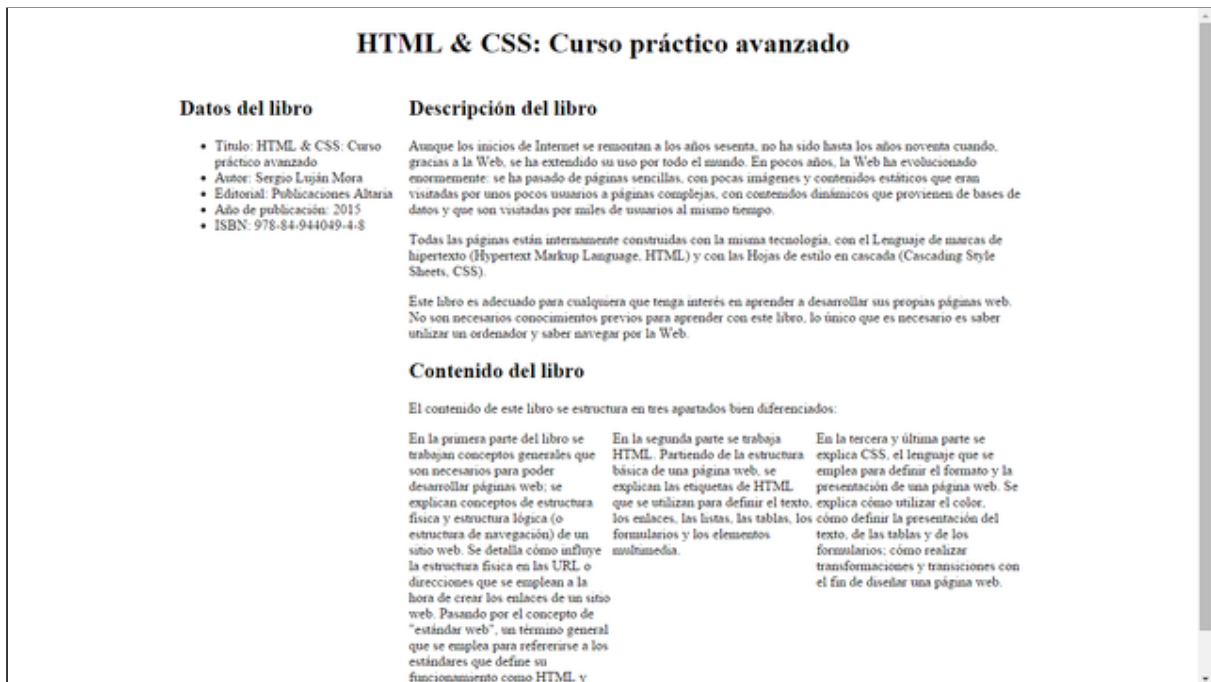 HTML & CSS: Curso práctico avanzado
Datos del libro
• Título: HTML & CSS: Curso
práctico avanzado
• Autor: Sergio Luján Mora
• Editorial: Publicaciones Altaria
• Año de publicación: 2015
• ISBN: 978-84-944049-4-8
Descripción del libro
Aunque los inicios de Internet se remontan a los años sesenta, no ha sido hasta los años noventa cuando,
gracias a la Web, se ha extendido su uso por todo el mundo. En pocos años, la Web ha evolucionado
enormemente: se ha pasado de páginas sencillas, con pocas imágenes y contenidos estáticos que eran
visitadas por unos pocos usuarios a páginas complejas, con contenidos dinámicos que provienen de bases de
datos y que son visitadas por miles de usuarios al mismo tiempo.
Todas las páginas están internamente construidas con la misma tecnología, con el Lenguaje de marcas de
hipertexto (Hypertext Markup Language, HTML) y con las Hojas de estilo en cascada (Cascading Style
Sheets, CSS).
Este libro es adecuado para cualquiera que tenga interés en aprender a desarrollar sus propias páginas web.
No son necesarios conocimientos previos para aprender con este libro, lo único que es necesario es saber
utilizar un ordenador y saber navegar por la Web.
Contenido del libro
El contenido de este libro se estructura en tres apartados bien diferenciados:
En la primera parte del libro se
trabajan conceptos generales que
son necesarios para poder
desarrollar páginas web; se
explican conceptos de estructura
física y estructura lógica (o
estructura de navegación) de un
sitio web. Se detalla cómo influye
la estructura física en las URL o
direcciones que se emplean a la
hora de crear los enlaces de un sitio
web. Pasando por el concepto de
"estándar web", un término general
que se emplea para refererirse a los
estándares que define su
funcionamiento como HTML y
En la segunda parte se trabaja
HTML. Partiendo de la estructura
básica de una página web, se
explican las etiquetas de HTML
que se utilizan para definir el texto,
los enlaces, las listas, las tablas, los
formularios y los elementos
multimedia.
En la tercera y última parte se
explica CSS, el lenguaje que se
emplea para definir el formato y la
presentación de una página web. Se
explica cómo utilizar el color,
cómo definir la presentación del
texto, de las tablas y de los
formularios; cómo realizar
transformaciones y transiciones con
el fin de diseñar una página web.